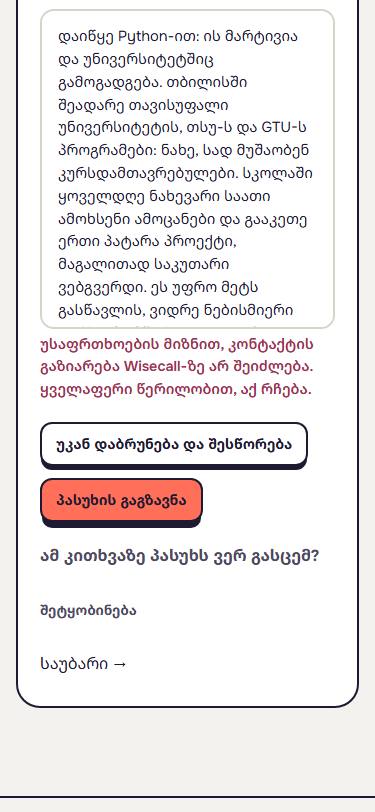 დაიწყე Python-ით: ის მარტივია
და უნივერსიტეტშიც
გამოგადგება. თბილისში
შეადარე თავისუფალი
უნივერსიტეტის, თსუ-ს და GTU-ს
პროგრამები: ნახე, სად მუშაობენ
კურსდამთავრებულები. სკოლაში
ყოველდღე ნახევარი საათი
ამოხსენი ამოცანები და გააკეთე
ერთი პატარა პროექტი,
მაგალითად საკუთარი
ვებგვერდი. ეს უფრო მეტს
გასწავლის, ვიდრე ნებისმიერი
უსაფრთხოების მიზნით, კონტაქტის
გაზიარება Wisecall-ზე არ შეიძლება.
ყველაფერი წერილობით, აქ რჩება.
უკან დაბრუნება და შესწორება
პასუხის გაგზავნა
ამ კითხვაზე პასუხს ვერ გასცემ?
შეტყობინება
საუბარი →